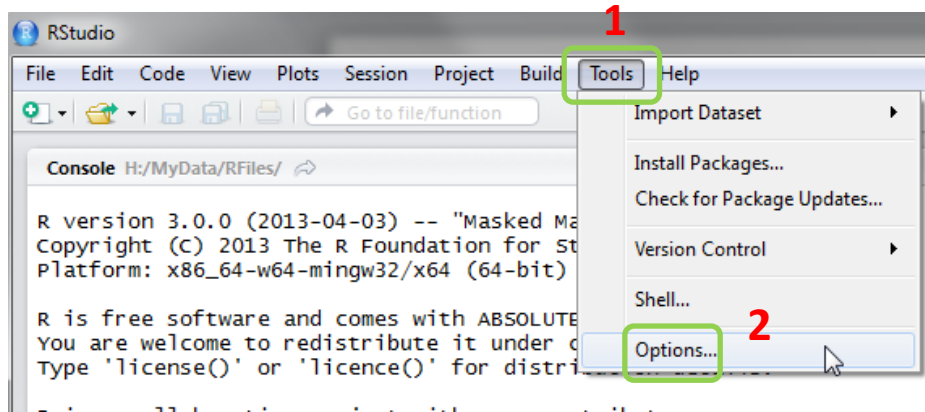 1
RStudio
File Edit Code View Plots Session Project Build Tools Help
Go to file/function
Import Dataset
Console H:/MyData/RFiles/
Install Packages...
Check for Package Updates...
R version 3.0.0 (2013-04-03) -- "Masked Ma
Copyright (C) 2013 The R Foundation for St
Version Control
Platform: x86_64-w64-mingw32/x64 (64-bit)
Shell...
R is free software and comes with ABSOLUTE
2
You are welcome to redistribute it under c
Options...
Type 'license()' or 'licence()' for distri